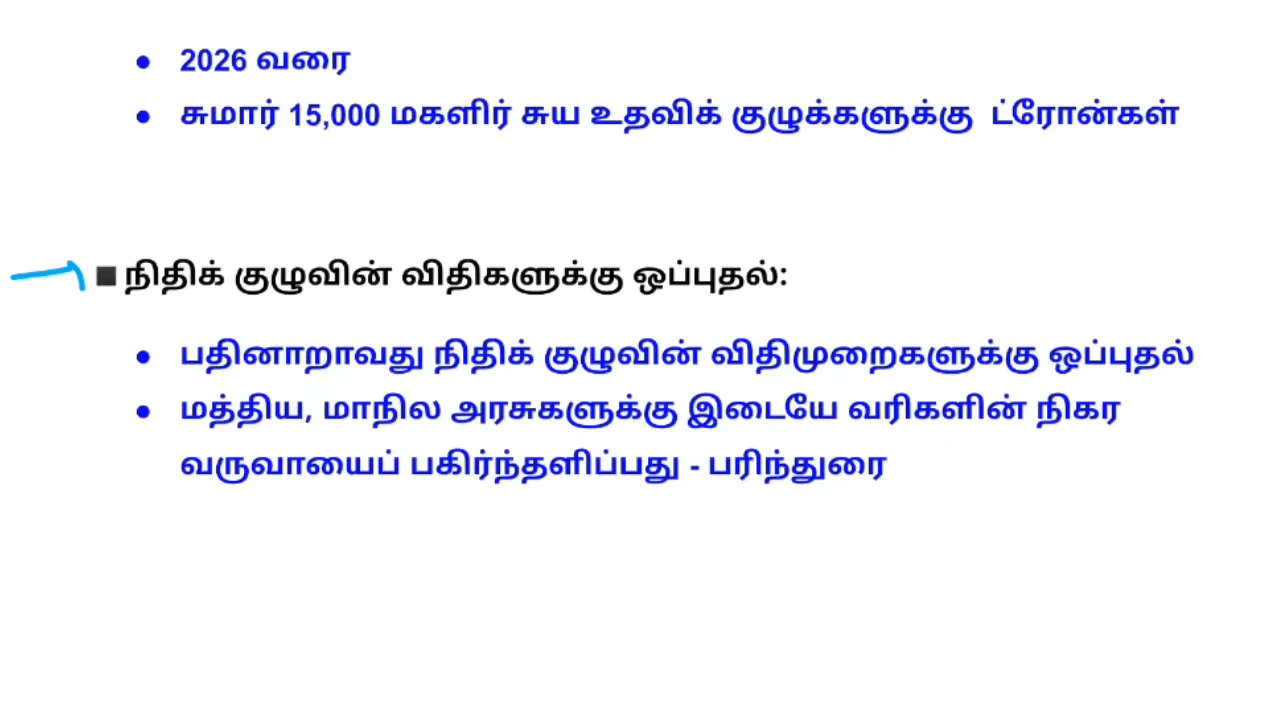 ● 2026 வரை
● சுமார் 15,000 மகளிர் சுய உதவிக் குழுக்களுக்கு ட்ரோன்கள்
■ நிதிக் குழுவின் விதிகளுக்கு ஒப்புதல்:
● பதினாறாவது நிதிக் குழுவின் விதிமுறைகளுக்கு ஒப்புதல்
● மத்திய, மாநில அரசுகளுக்கு இடையே வரிகளின் நிகர
வருவாயைப் பகிர்ந்தளிப்பது - பரிந்துரை